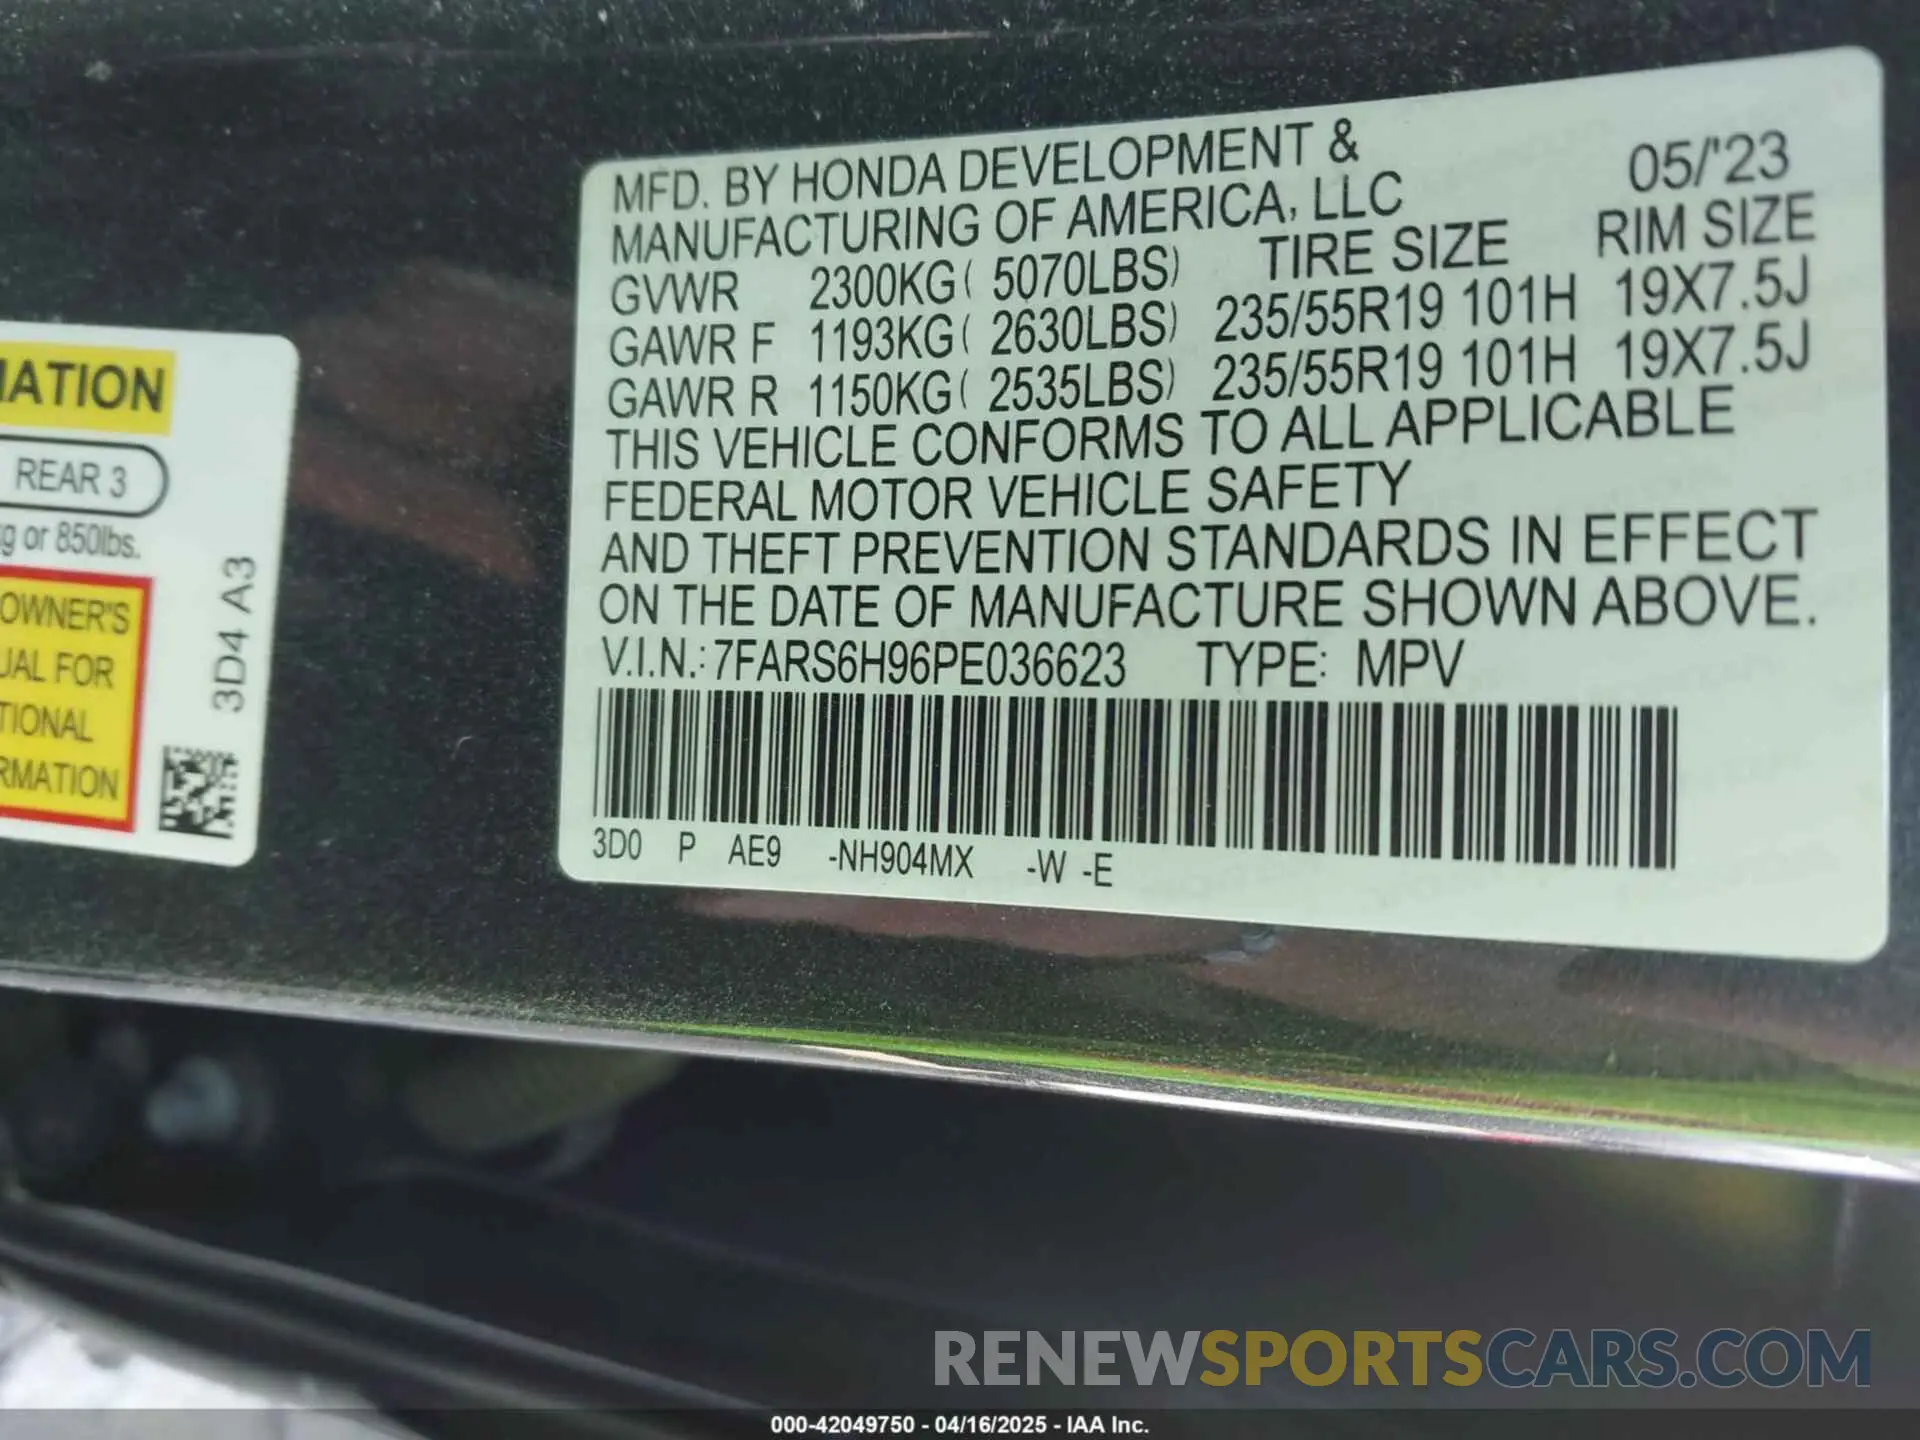 MATION
REAR 3
kg or 850lbs.
OWNER'S
UAL FOR
TIONAL
RMATION
3D4 A3
MFD. BY HONDA DEVELOPMENT &
MANUFACTURING OF AMERICA, LLC 05/'23
GVWR 2300KG( 5070LBS) TIRE SIZE RIM SIZE
GAWR F 1193KG( 2630LBS) 235/55R19 101H 19X7.5J
GAWR R 1150KG( 2535LBS) 235/55R19 101H 19X7.5J
THIS VEHICLE CONFORMS TO ALL APPLICABLE
FEDERAL MOTOR VEHICLE SAFETY
AND THEFT PREVENTION STANDARDS IN EFFECT
ON THE DATE OF MANUFACTURE SHOWN ABOVE.
V.I.N.: 7FARS6H96PE036623 TYPE: MPV
3D0 P AE9 -NH904MX -W -E
RENEWSPORTSCARS.COM
000-42049750 - 04/16/2025 - IAA Inc.